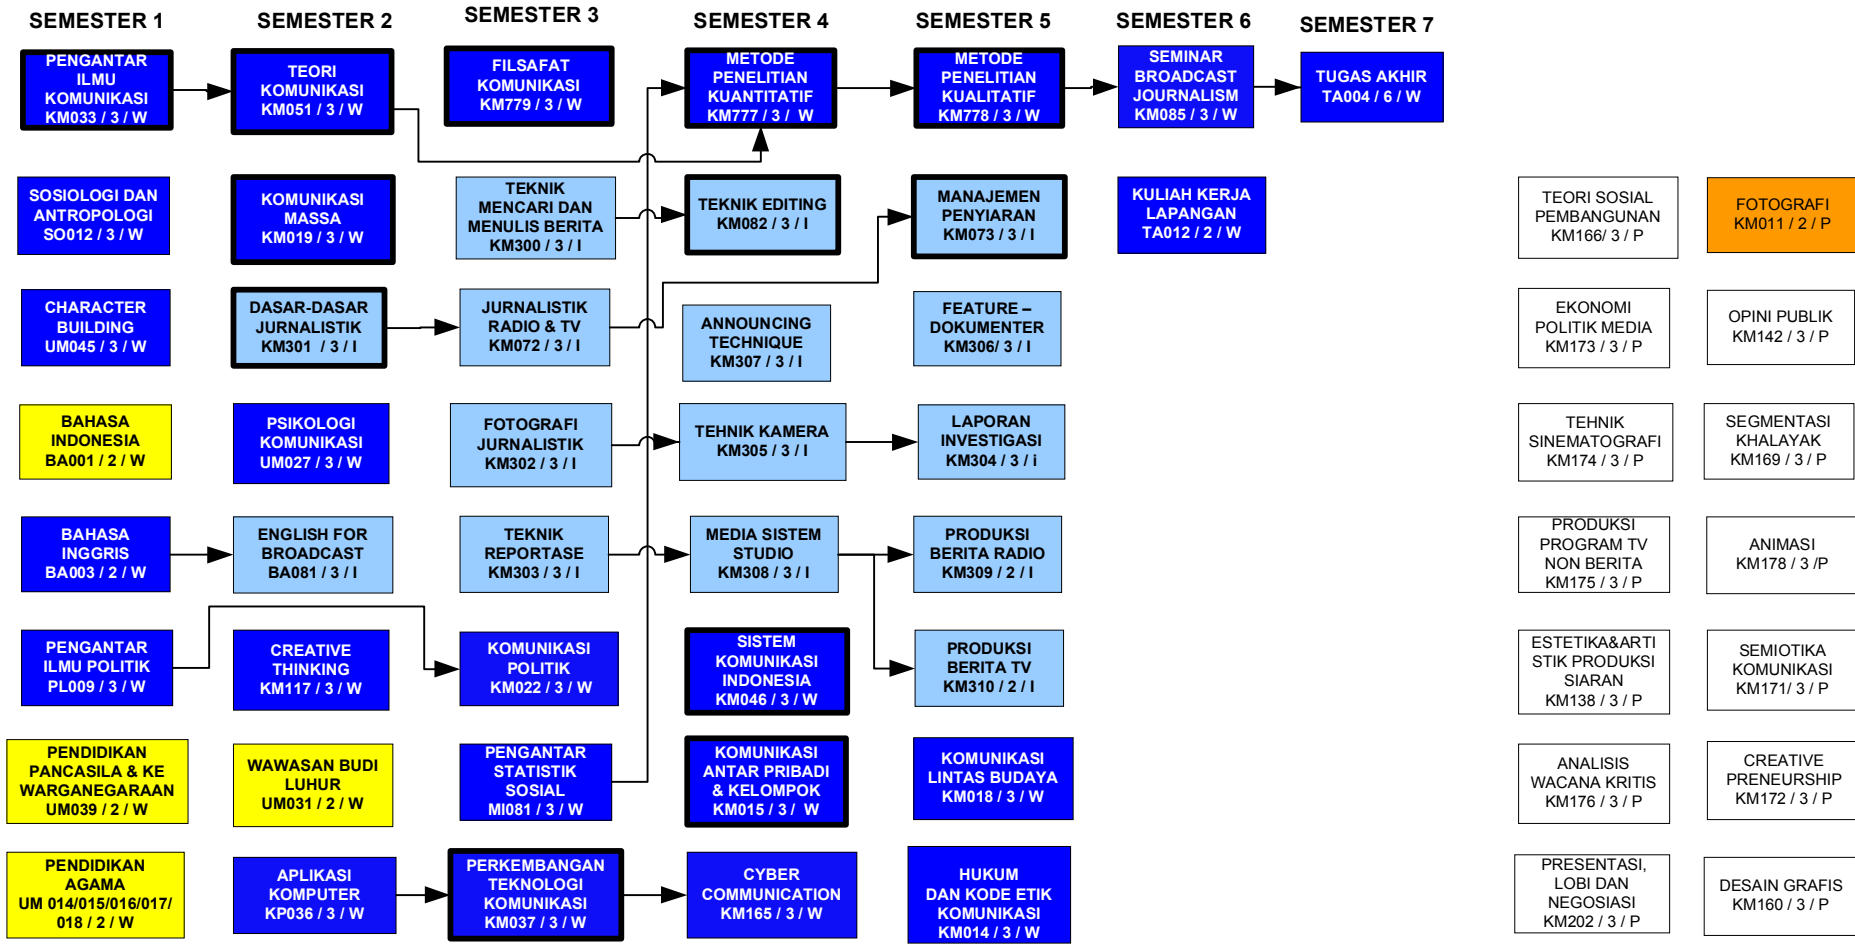 SEMESTER 1
SEMESTER 2
SEMESTER 3
SEMESTER 4
SEMESTER 5
SEMESTER 6
SEMESTER 7
PENGANTAR
ILMU
KOMUNIKASI
KM033 / 3 / W
TEORI
KOMUNIKASI
KM051 / 3 / W
FILSAFAT
KOMUNIKASI
KM779 / 3 / W
METODE
PENELITIAN
KUANTITATIF
KM777 / 3 / W
METODE
PENELITIAN
KUALITATIF
KM778 / 3 / W
SEMINAR
BROADCAST
JOURNALISM
KM085 / 3 / W
TUGAS AKHIR
TA004 / 6 / W
SOSIOLOGI DAN
ANTROPOLOGI
SO012 / 3 / W
KOMUNIKASI
MASSA
KM019 / 3 / W
TEKNIK
MENCARI DAN
MENULIS BERITA
KM300 / 3 / I
TEKNIK EDITING
KM082 / 3 / I
MANAJEMEN
PENYIARAN
KM073 / 3 / I
KULIAH KERJA
LAPANGAN
TA012 / 2 / W
TEORI SOSIAL
PEMBANGUNAN
KM166/ 3 / P
FOTOGRAFI
KM011 / 2 / P
CHARACTER
BUILDING
UM045 / 3 / W
DASAR-DASAR
JURNALISTIK
KM301 / 3 / I
JURNALISTIK
RADIO & TV
KM072 / 3 / I
ANNOUNCING
TECHNIQUE
KM307 / 3 / I
FEATURE –
DOKUMENTER
KM306/ 3 / I
EKONOMI
POLITIK MEDIA
KM173 / 3 / P
OPINI PUBLIK
KM142 / 3 / P
BAHASA
INDONESIA
BA001 / 2 / W
PSIKOLOGI
KOMUNIKASI
UM027 / 3 / W
FOTOGRAFI
JURNALISTIK
KM302 / 3 / I
TEHNIK KAMERA
KM305 / 3 / I
LAPORAN
INVESTIGASI
KM304 / 3 / i
TEHNIK
SINEMATOGRAFI
KM174 / 3 / P
SEGMENTASI
KHALAYAK
KM169 / 3 / P
BAHASA
INGGRIS
BA003 / 2 / W
ENGLISH FOR
BROADCAST
BA081 / 3 / I
TEKNIK
REPORTASE
KM303 / 3 / I
MEDIA SISTEM
STUDIO
KM308 / 3 / I
PRODUKSI
BERITA RADIO
KM309 / 2 / I
PRODUKSI
PROGRAM TV
NON BERITA
KM175 / 3 / P
ANIMASI
KM178 / 3 /P
PENGANTAR
ILMU POLITIK
PL009 / 3 / W
CREATIVE
THINKING
KM117 / 3 / W
KOMUNIKASI
POLITIK
KM022 / 3 / W
SISTEM
KOMUNIKASI
INDONESIA
KM046 / 3 / W
PRODUKSI
BERITA TV
KM310 / 2 / I
ESTETIKA&ARTI
STIK PRODUKSI
SIARAN
KM138 / 3 / P
SEMIOTIKA
KOMUNIKASI
KM171/ 3 / P
PENDIDIKAN
PANCASILA & KE
WARGANEGARAAN
UM039 / 2 / W
WAWASAN BUDI
LUHUR
UM031 / 2 / W
PENGANTAR
STATISTIK
SOSIAL
MI081 / 3 / W
KOMUNIKASI
ANTAR PRIBADI
& KELOMPOK
KM015 / 3 / W
KOMUNIKASI
LINTAS BUDAYA
KM018 / 3 / W
ANALISIS
WACANA KRITIS
KM176 / 3 / P
CREATIVE
PRENEURSHIP
KM172 / 3 / P
PENDIDIKAN
AGAMA
UM 014/015/016/017/
018 / 2 / W
APLIKASI
KOMPUTER
KP036 / 3 / W
PERKEMBANGAN
TEKNOLOGI
KOMUNIKASI
KM037 / 3 / W
CYBER
COMMUNICATION
KM165 / 3 / W
HUKUM
DAN KODE ETIK
KOMUNIKASI
KM014 / 3 / W
PRESENTASI,
LOBI DAN
NEGOSIASI
KM202 / 3 / P
DESAIN GRAFIS
KM160 / 3 / P